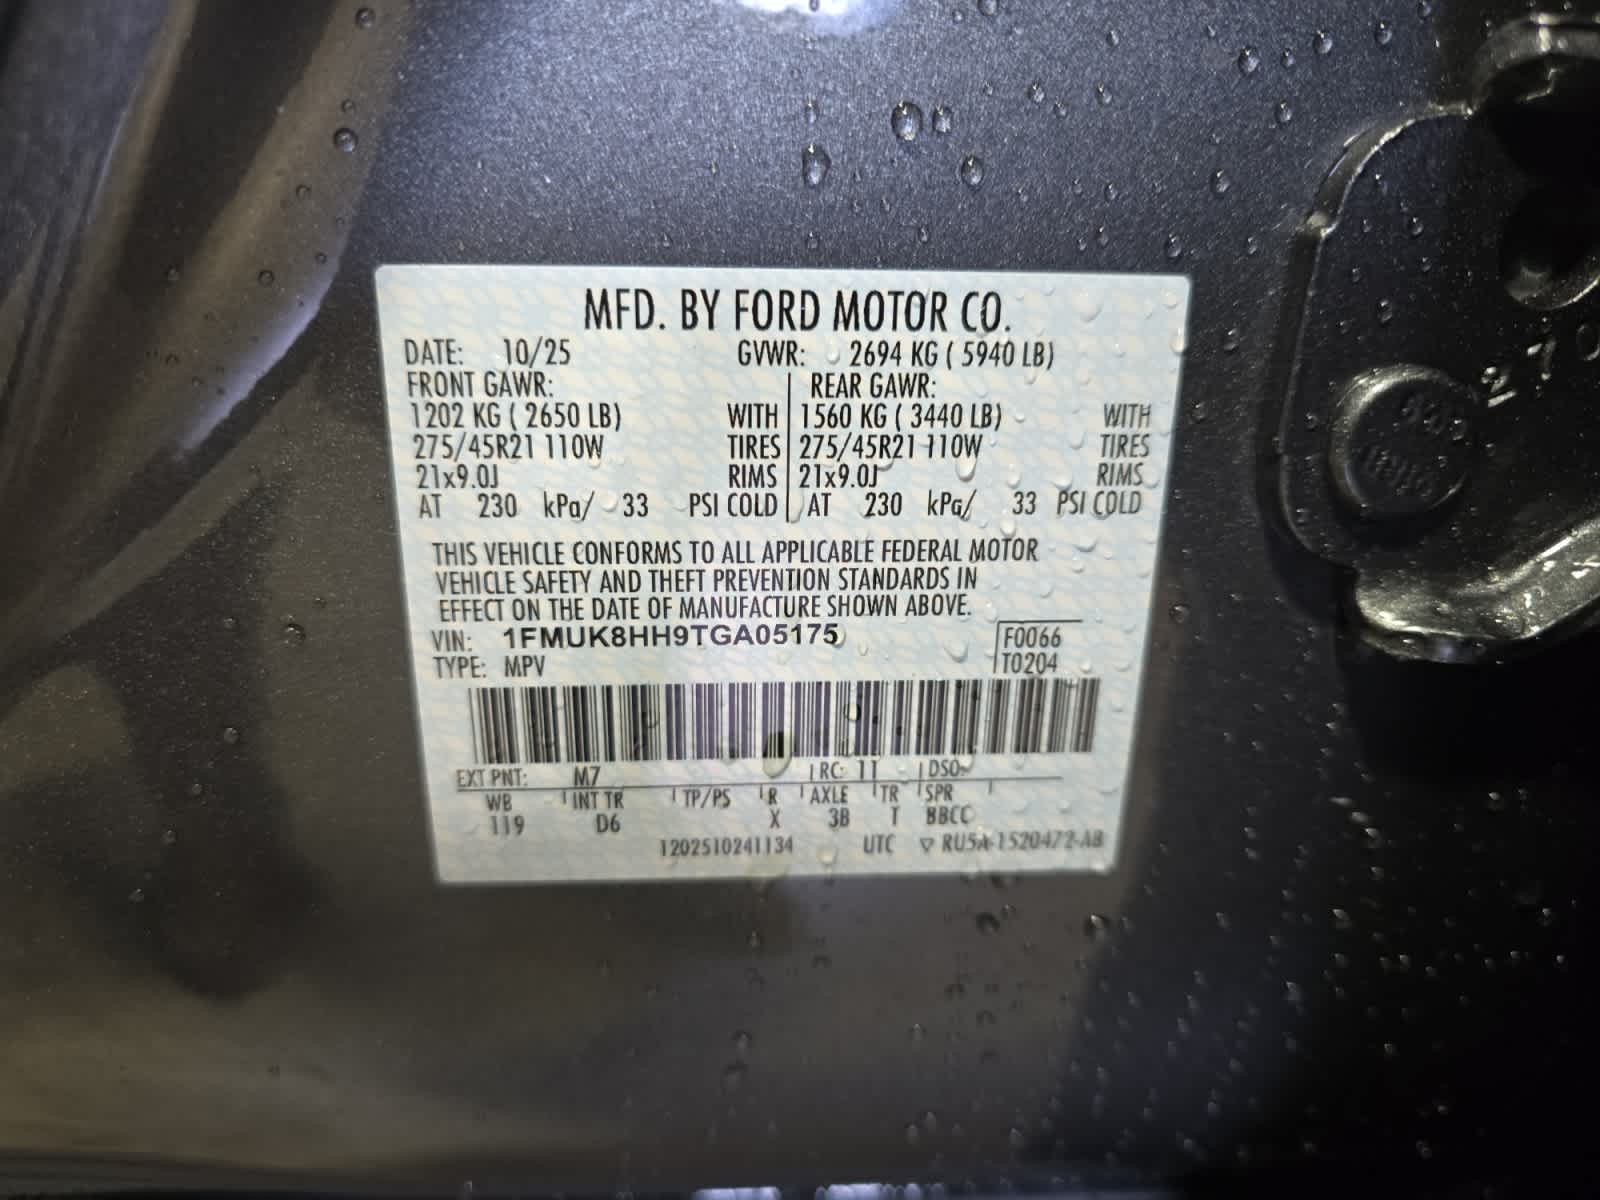 MFD. BY FORD MOTOR CO.
DATE: 10/25 GVWR: 2694 KG ( 5940 LB)
FRONT GAWR: REAR GAWR:
1202 KG ( 2650 LB) WITH 1560 KG ( 3440 LB) WITH
275/45R21 110W TIRES 275/45R21 110W TIRES
21x9.0J RIMS 21x9.0J RIMS
AT 230 kPa/ 33 PSI COLD AT 230 kPa/ 33 PSI COLD
THIS VEHICLE CONFORMS TO ALL APPLICABLE FEDERAL MOTOR
VEHICLE SAFETY AND THEFT PREVENTION STANDARDS IN
EFFECT ON THE DATE OF MANUFACTURE SHOWN ABOVE.
VIN: 1FMUK8HH9TGA05175 F0066
TYPE: MPV T0204
EXT PNT: M7 RC: 11 DSO:
WB INT TR TP/PS R AXLE TR SPR
119 D6 X 3B T BBCC
1202510241134 UTC ▽ RU5A-1520472-AB
270